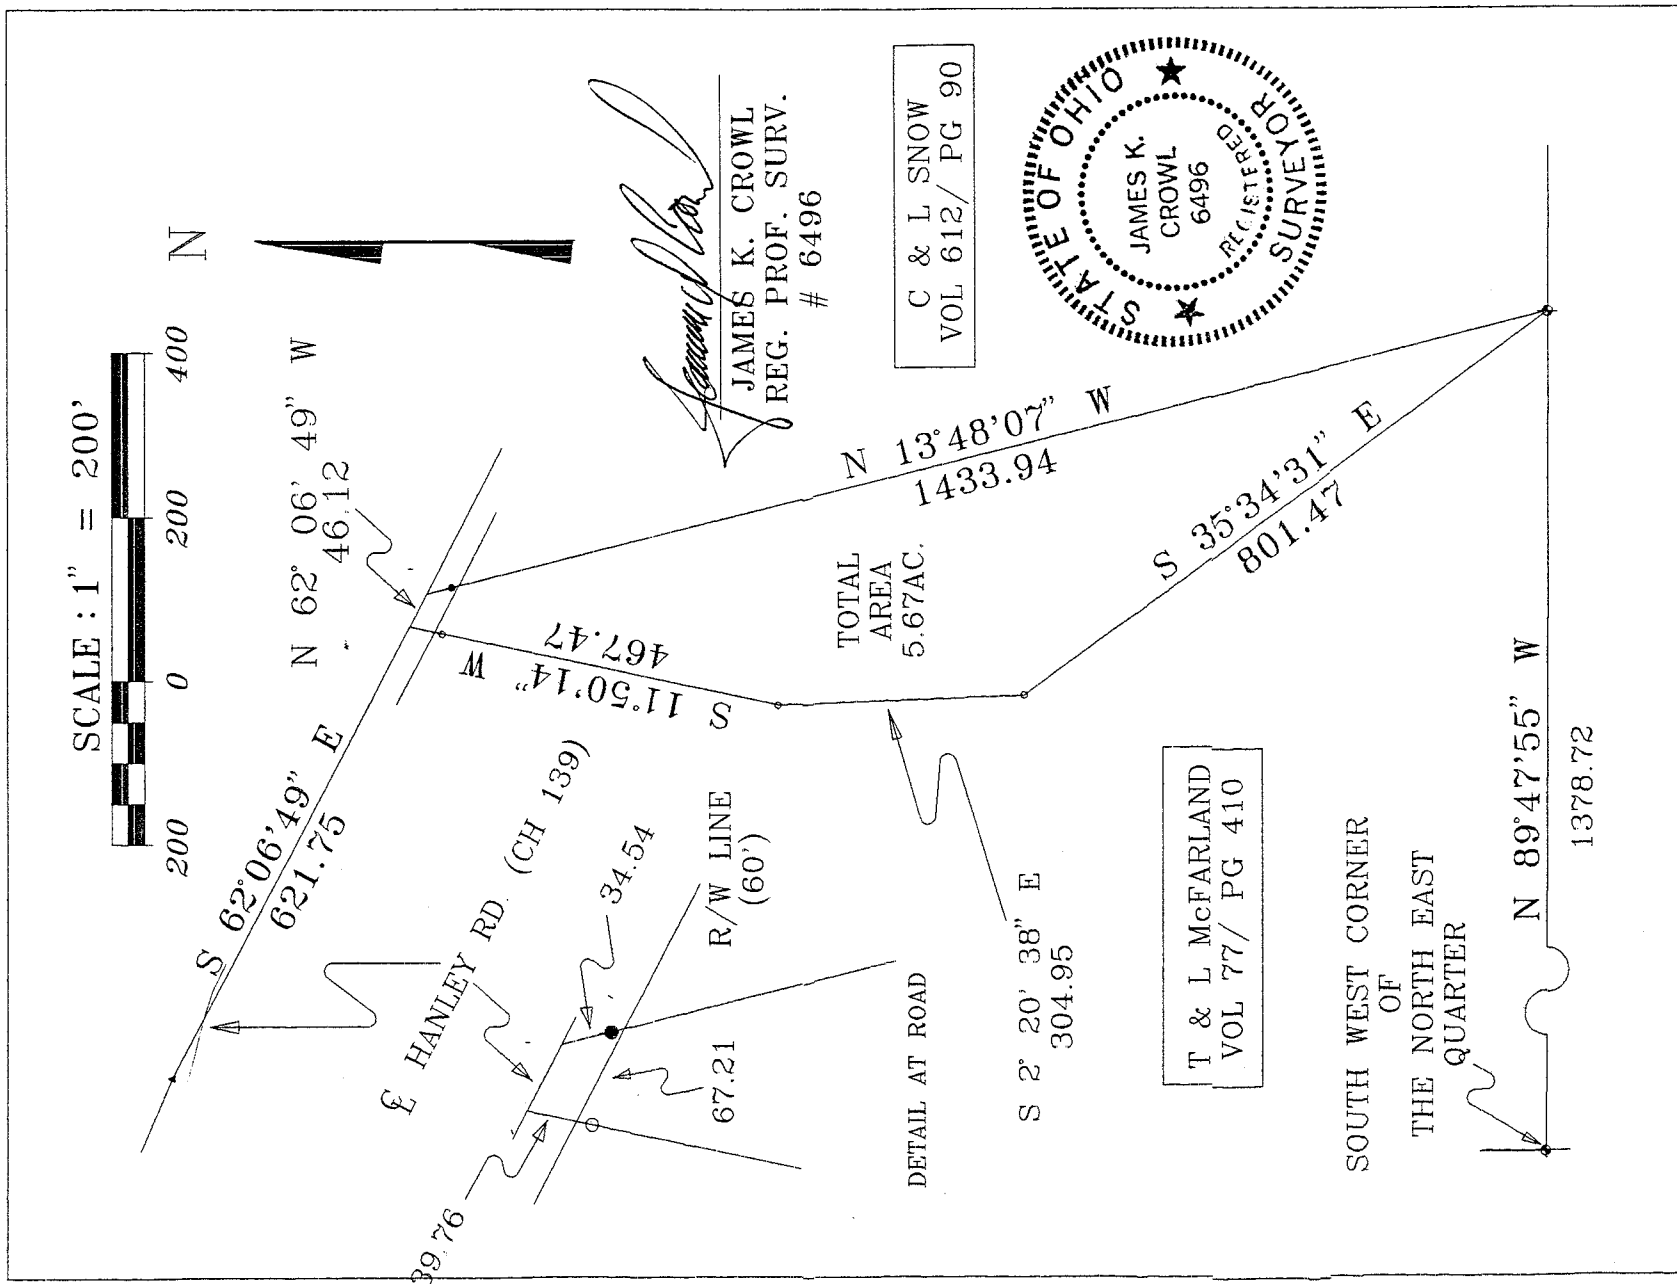 SCALE : 1" = 200'
200 0 200 400
N
S 62°06'49" E
621.75
N 62° 06' 49" W
46.12
JAMES K. CROWL
REG. PROF. SURV.
# 6496
C & L SNOW
VOL 612/ PG 90
STATE OF OHIO
JAMES K.
CROWL
6496
REGISTERED
SURVEYOR
℄ HANLEY RD. (CH 139)
S 11°50'14" W
467.47
N 13°48'07" W
1433.94
TOTAL
AREA
5.67AC.
S 35°34'31" E
801.47
34.54
R/W LINE
(60')
67.21
39.76
DETAIL AT ROAD
S 2° 20' 38" E
304.95
T & L McFARLAND
VOL 77/ PG 410
SOUTH WEST CORNER
OF
THE NORTH EAST
QUARTER
N 89°47'55" W
1378.72